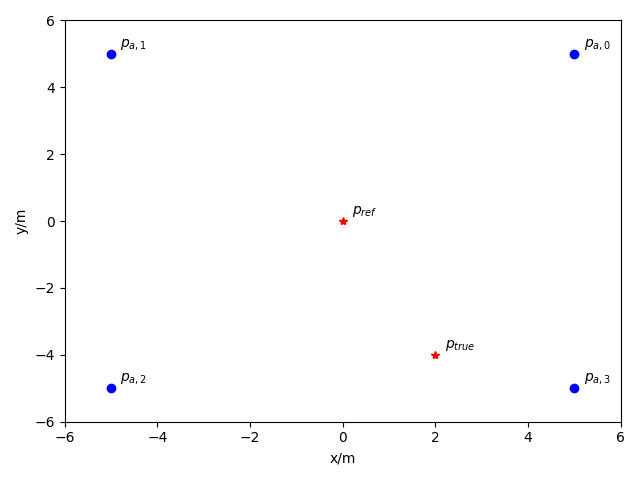 6
p_{a,1}
p_{a,0}
4
2
p_{ref}
0
y/m
−2
p_{true}
−4
p_{a,2}
p_{a,3}
−6
−6 −4 −2 0 2 4 6
x/m